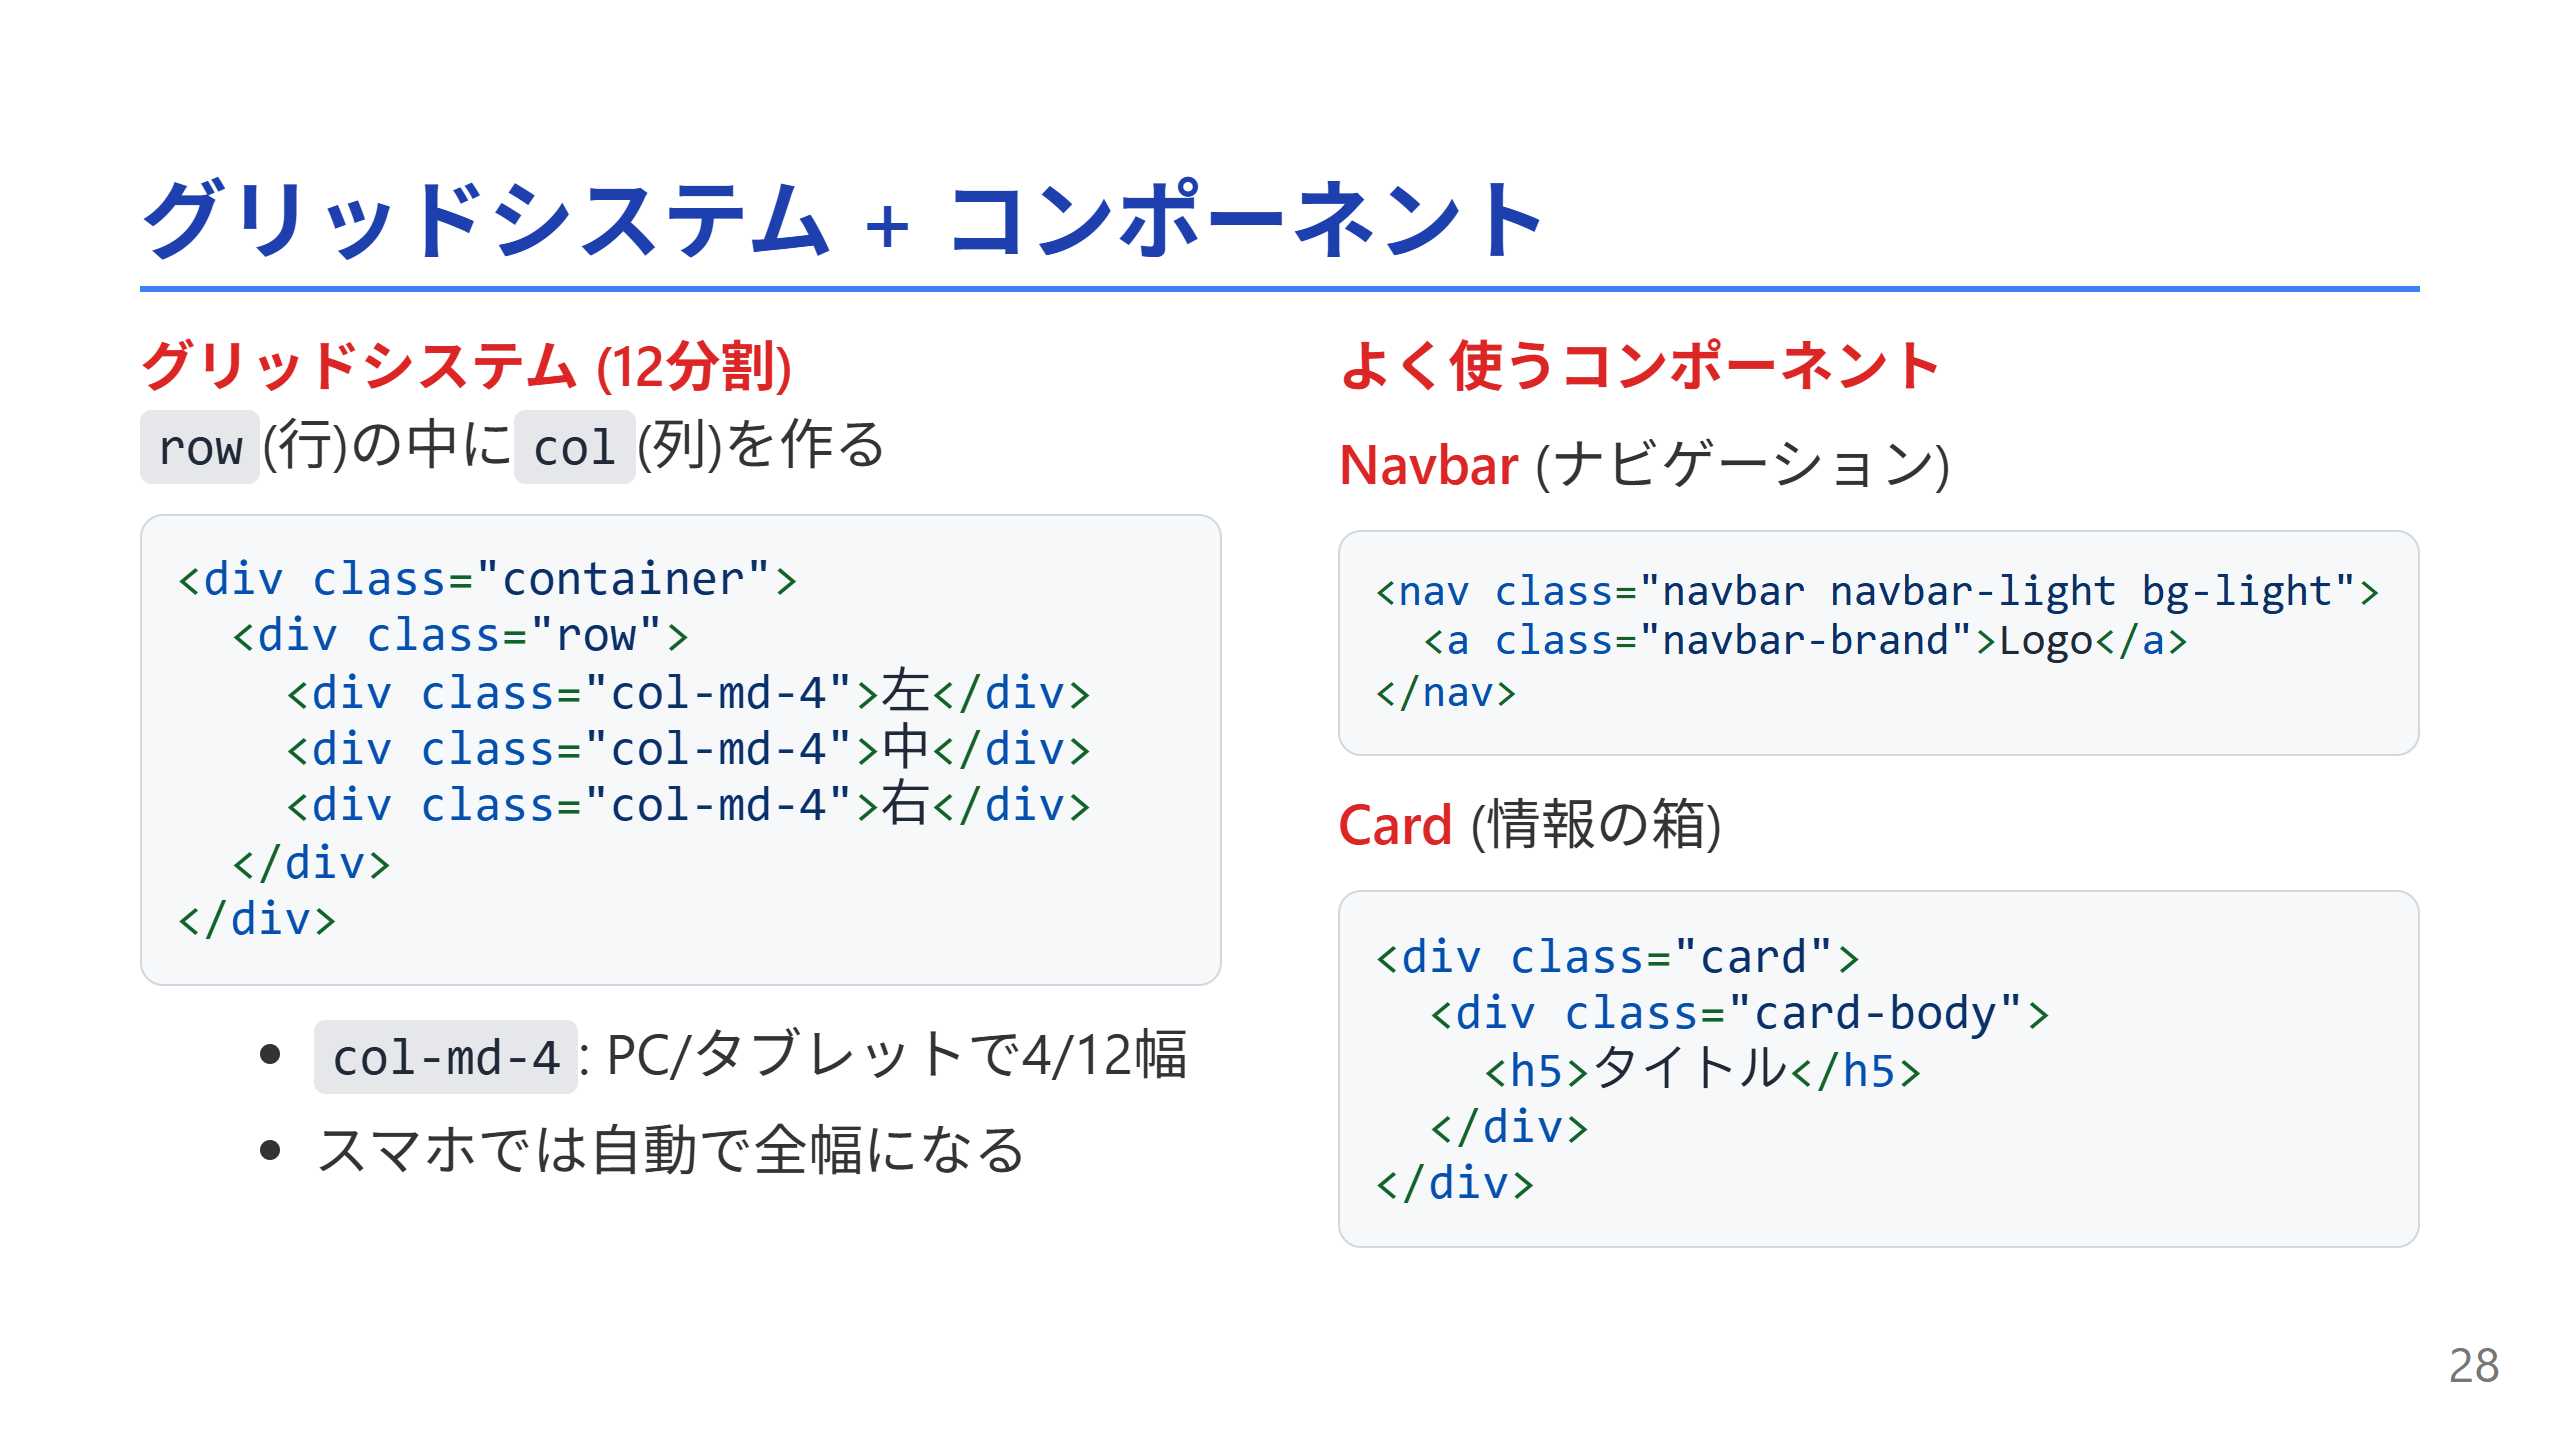 グリッドシステム + コンポーネント
グリッドシステム (12分割)
row(行)の中にcol(列)を作る
<div class="container">
  <div class="row">
    <div class="col-md-4">左</div>
    <div class="col-md-4">中</div>
    <div class="col-md-4">右</div>
  </div>
</div>
• col-md-4: PC/タブレットで4/12幅
• スマホでは自動で全幅になる
よく使うコンポーネント
Navbar (ナビゲーション)
<nav class="navbar navbar-light bg-light">
  <a class="navbar-brand">Logo</a>
</nav>
Card (情報の箱)
<div class="card">
  <div class="card-body">
    <h5>タイトル</h5>
  </div>
</div>
28